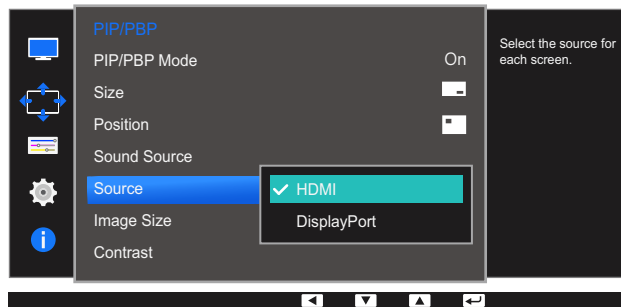 PIP/PBP
PIP/PBP Mode On
Size
Position
Sound Source
Source
HDMI
DisplayPort
Image Size
Contrast
Select the source for
each screen.